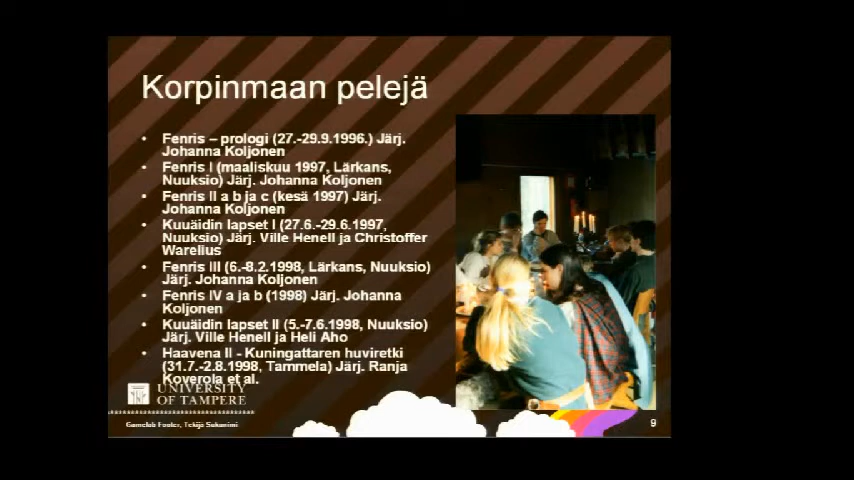 Korpinmaan pelejä
• Fenris – prologi (27.-29.9.1996.) Järj.
Johanna Koljonen
• Fenris I (maaliskuu 1997, Lärkans,
Nuuksio) Järj. Johanna Koljonen
• Fenris II a b ja c (kesä 1997) Järj.
Johanna Koljonen
• Kuuäidin lapset I (27.6.-29.6.1997,
Nuuksio) Järj. Ville Henell ja Christoffer
Warelius
• Fenris III (6.-8.2.1998, Lärkans, Nuuksio)
Järj. Johanna Koljonen
• Fenris IV a ja b (1998) Järj. Johanna
Koljonen
• Kuuäidin lapset II (5.-7.6.1998, Nuuksio)
Järj. Ville Henell ja Heli Aho
• Haavena II - Kuningattaren huviretki
(31.7.-2.8.1998, Tammela) Järj. Ranja
Koverola et al.
UNIVERSITY
OF TAMPERE
Gamelab Footer, Tekijä Sukunimi
9